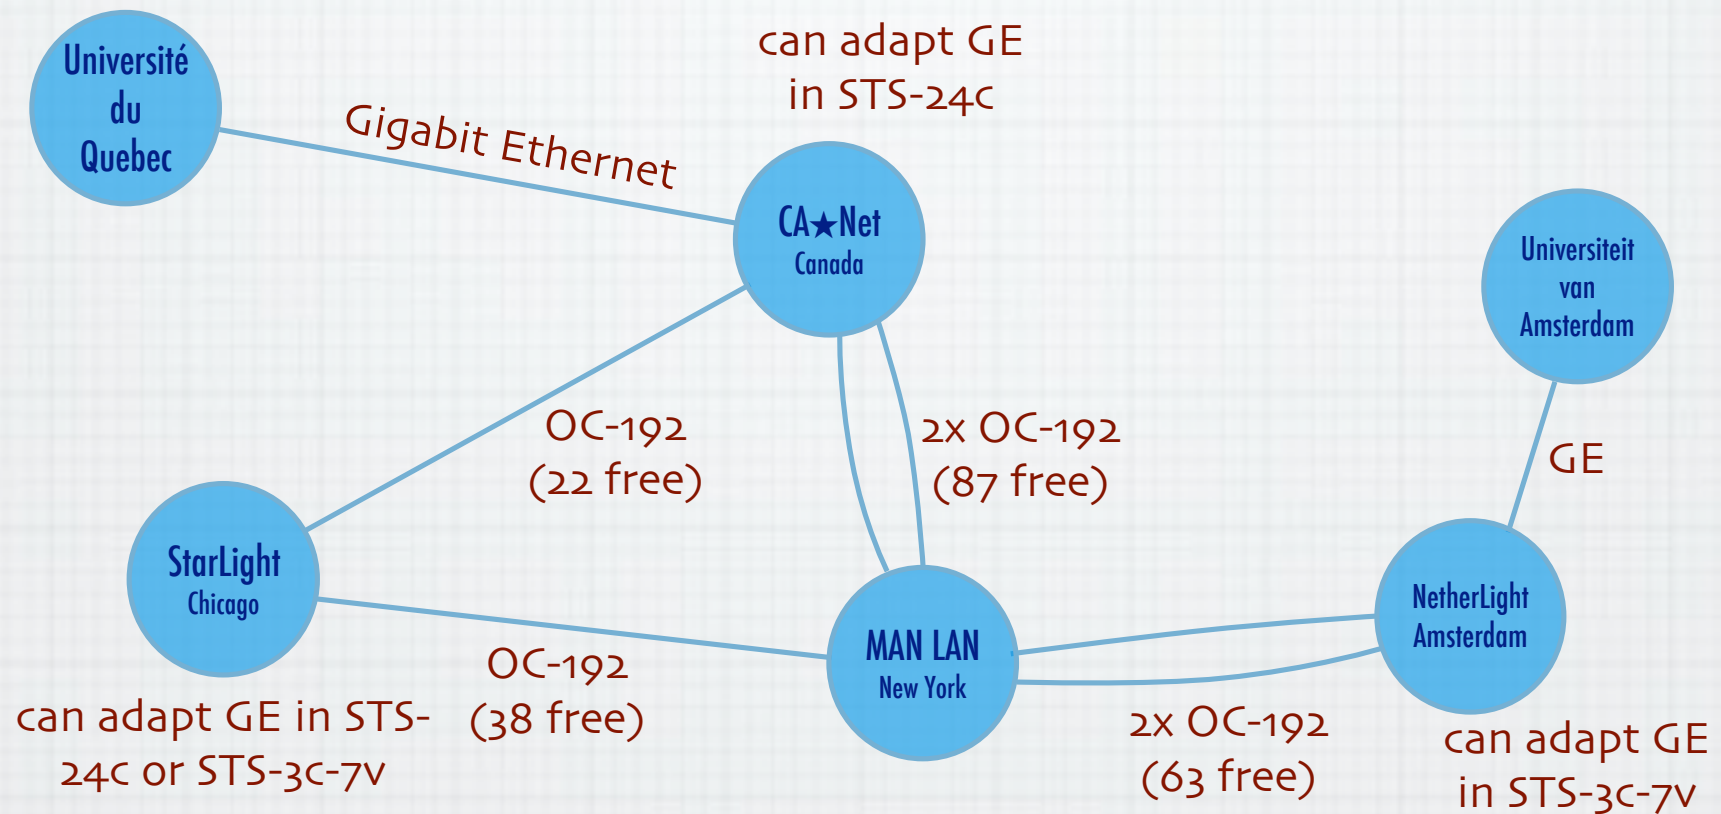 Université
du
Quebec
Gigabit Ethernet
can adapt GE
in STS-24c
CA★Net
Canada
Universiteit
van
Amsterdam
OC-192
(22 free)
2x OC-192
(87 free)
GE
StarLight
Chicago
can adapt GE in STS-
24c or STS-3c-7v
OC-192
(38 free)
MAN LAN
New York
2x OC-192
(63 free)
NetherLight
Amsterdam
can adapt GE
in STS-3c-7v